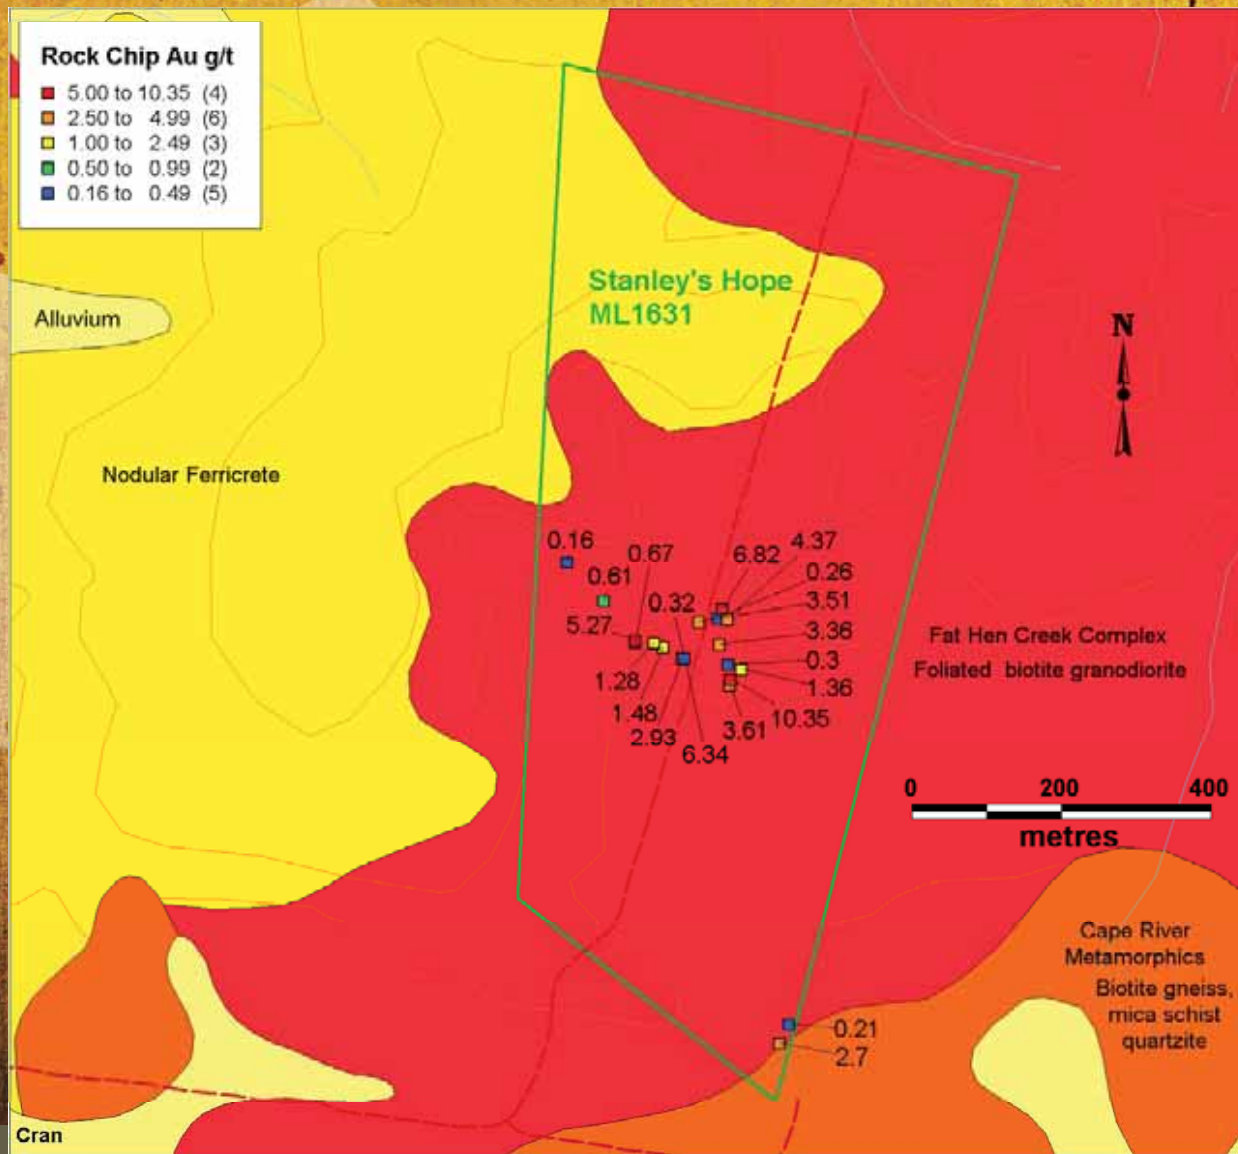 Rock Chip Au g/t
5.00 to 10.35 (4)
2.50 to 4.99 (6)
1.00 to 2.49 (3)
0.50 to 0.99 (2)
0.16 to 0.49 (5)
Stanley's Hope
ML1631
Alluvium
N
Nodular Ferricrete
0.16
0.67
6.82
4.37
0.61
0.26
0.32
3.51
5.27
3.36
Fat Hen Creek Complex
Foliated biotite granodiorite
0.3
1.28
1.36
1.48
10.35
2.93
3.61
6.34
0 200 400
metres
Cape River
Metamorphics
Biotite gneiss,
mica schist
quartzite
0.21
2.7
Cran